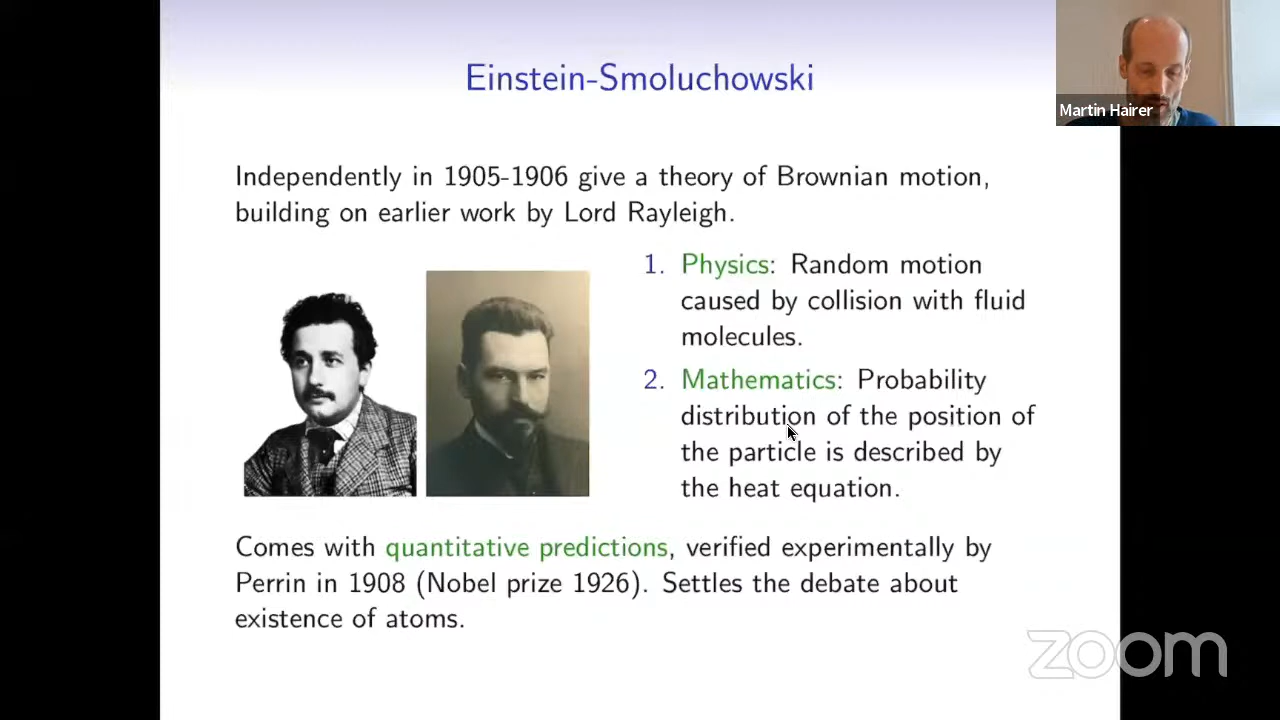 Einstein-Smoluchowski
Martin Hairer
Independently in 1905-1906 give a theory of Brownian motion,
building on earlier work by Lord Rayleigh.
1. Physics: Random motion
caused by collision with fluid
molecules.
2. Mathematics: Probability
distribution of the position of
the particle is described by
the heat equation.
Comes with quantitative predictions, verified experimentally by
Perrin in 1908 (Nobel prize 1926). Settles the debate about
existence of atoms.
zoom